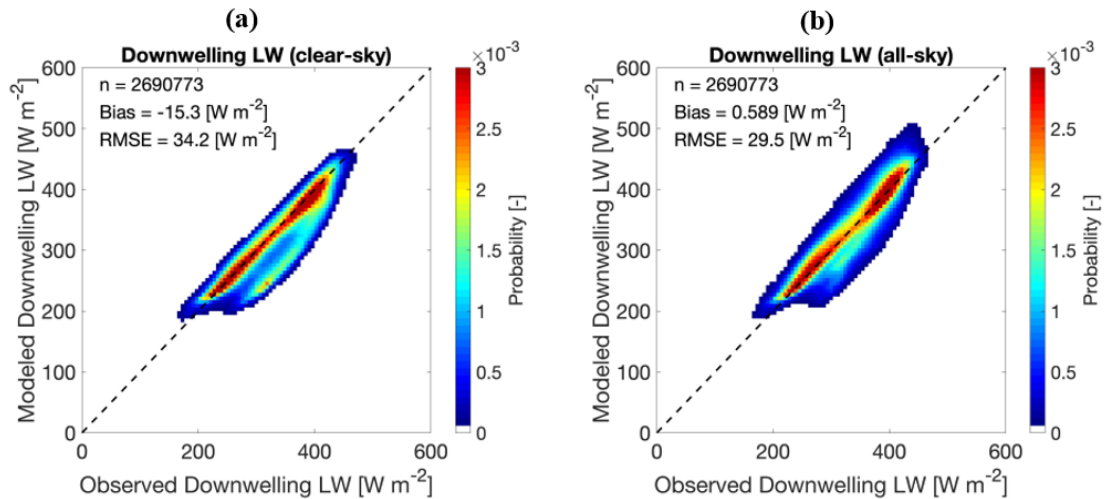 (a)
Downwelling LW (clear-sky)
n = 2690773
Bias = -15.3 [W m⁻²]
RMSE = 34.2 [W m⁻²]
600
500
400
300
200
100
0
Modeled Downwelling LW [W m⁻²]
0
200
400
600
Observed Downwelling LW [W m⁻²]
×10⁻³
3
2.5
2
1.5
1
0.5
0
Probability [-]
(b)
Downwelling LW (all-sky)
n = 2690773
Bias = 0.589 [W m⁻²]
RMSE = 29.5 [W m⁻²]
600
500
400
300
200
100
0
Modeled Downwelling LW [W m⁻²]
0
200
400
600
Observed Downwelling LW [W m⁻²]
×10⁻³
3
2.5
2
1.5
1
0.5
0
Probability [-]